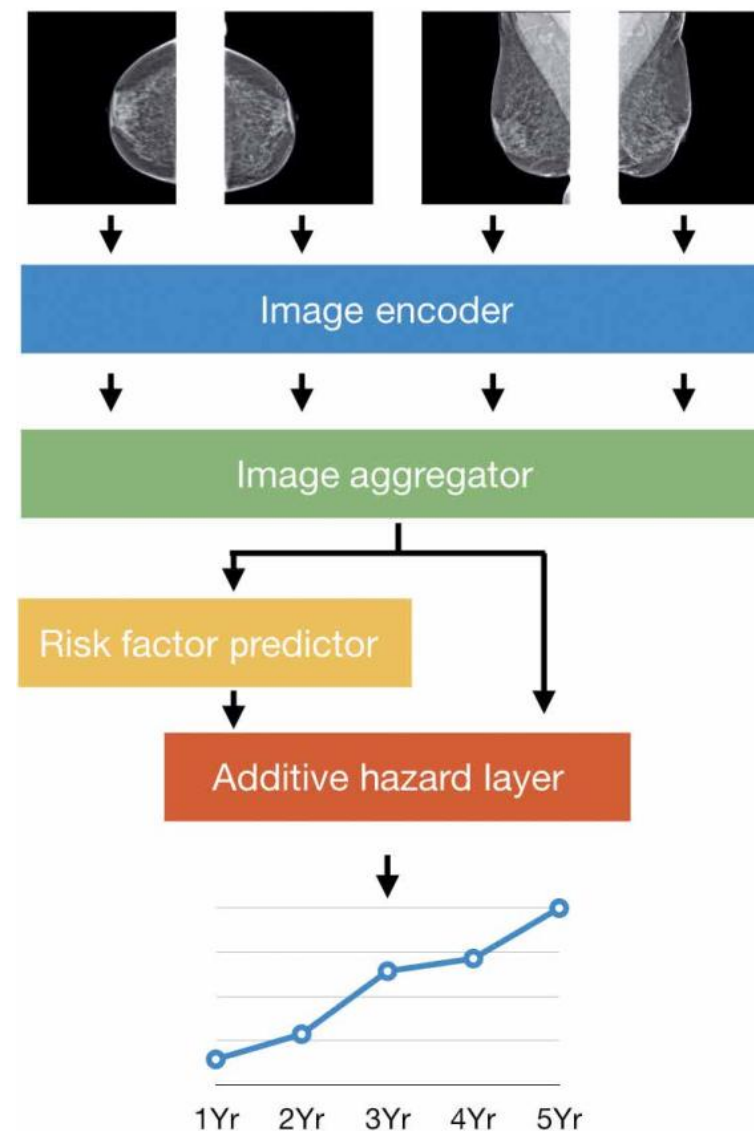 Image encoder
Image aggregator
Risk factor predictor
Additive hazard layer
1Yr 2Yr 3Yr 4Yr 5Yr